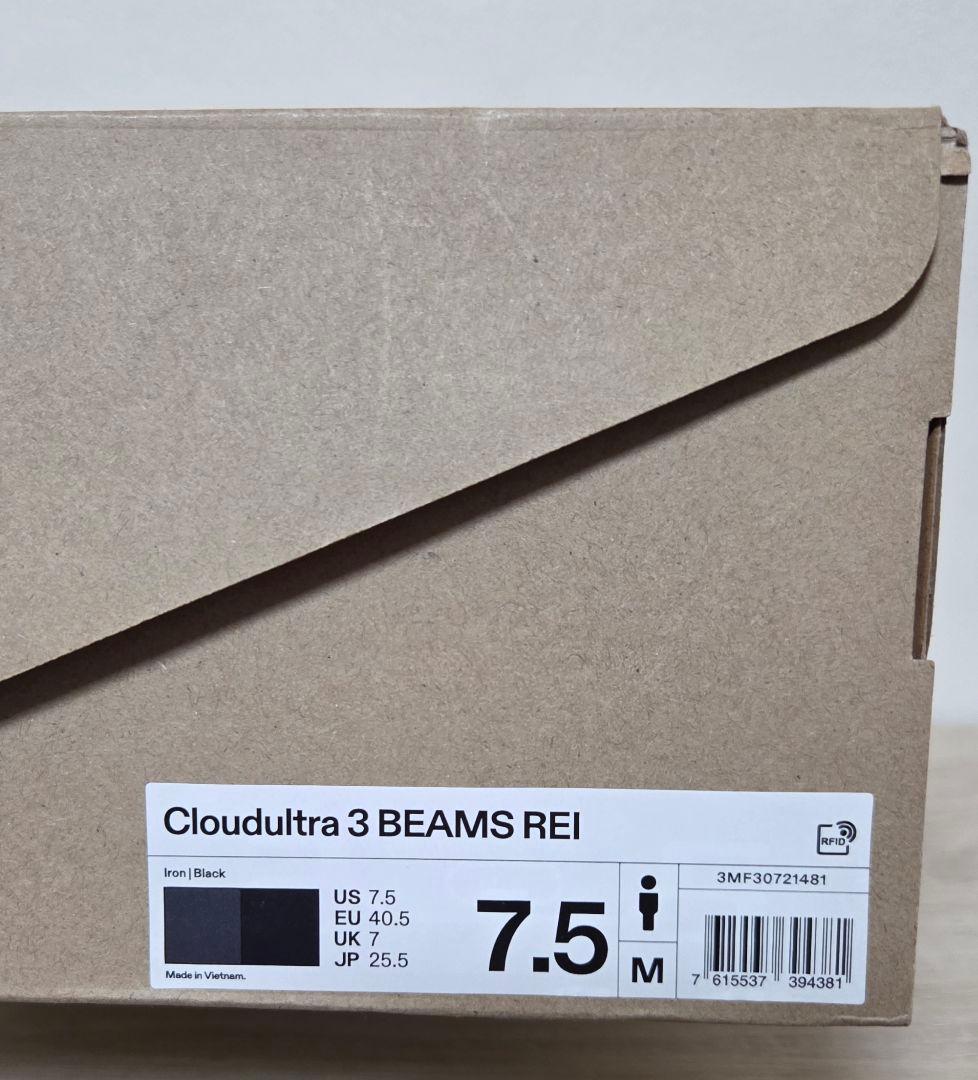 Cloudultra 3 BEAMS REI
RFID
Iron | Black
US 7.5
EU 40.5
UK 7
JP 25.5
Made in Vietnam.
7.5
M
3MF30721481
7 615537 394381